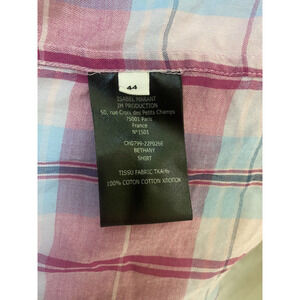 44
ISABEL MARANT
IM PRODUCTION
50, rue Croix des Petits Champs
75001 Paris
France
N°1501
CH0799-22P026E
BETHANY
SHIRT
TISSU FABRIC ТКАНЬ
100% COTON COTTON ХЛОПОК